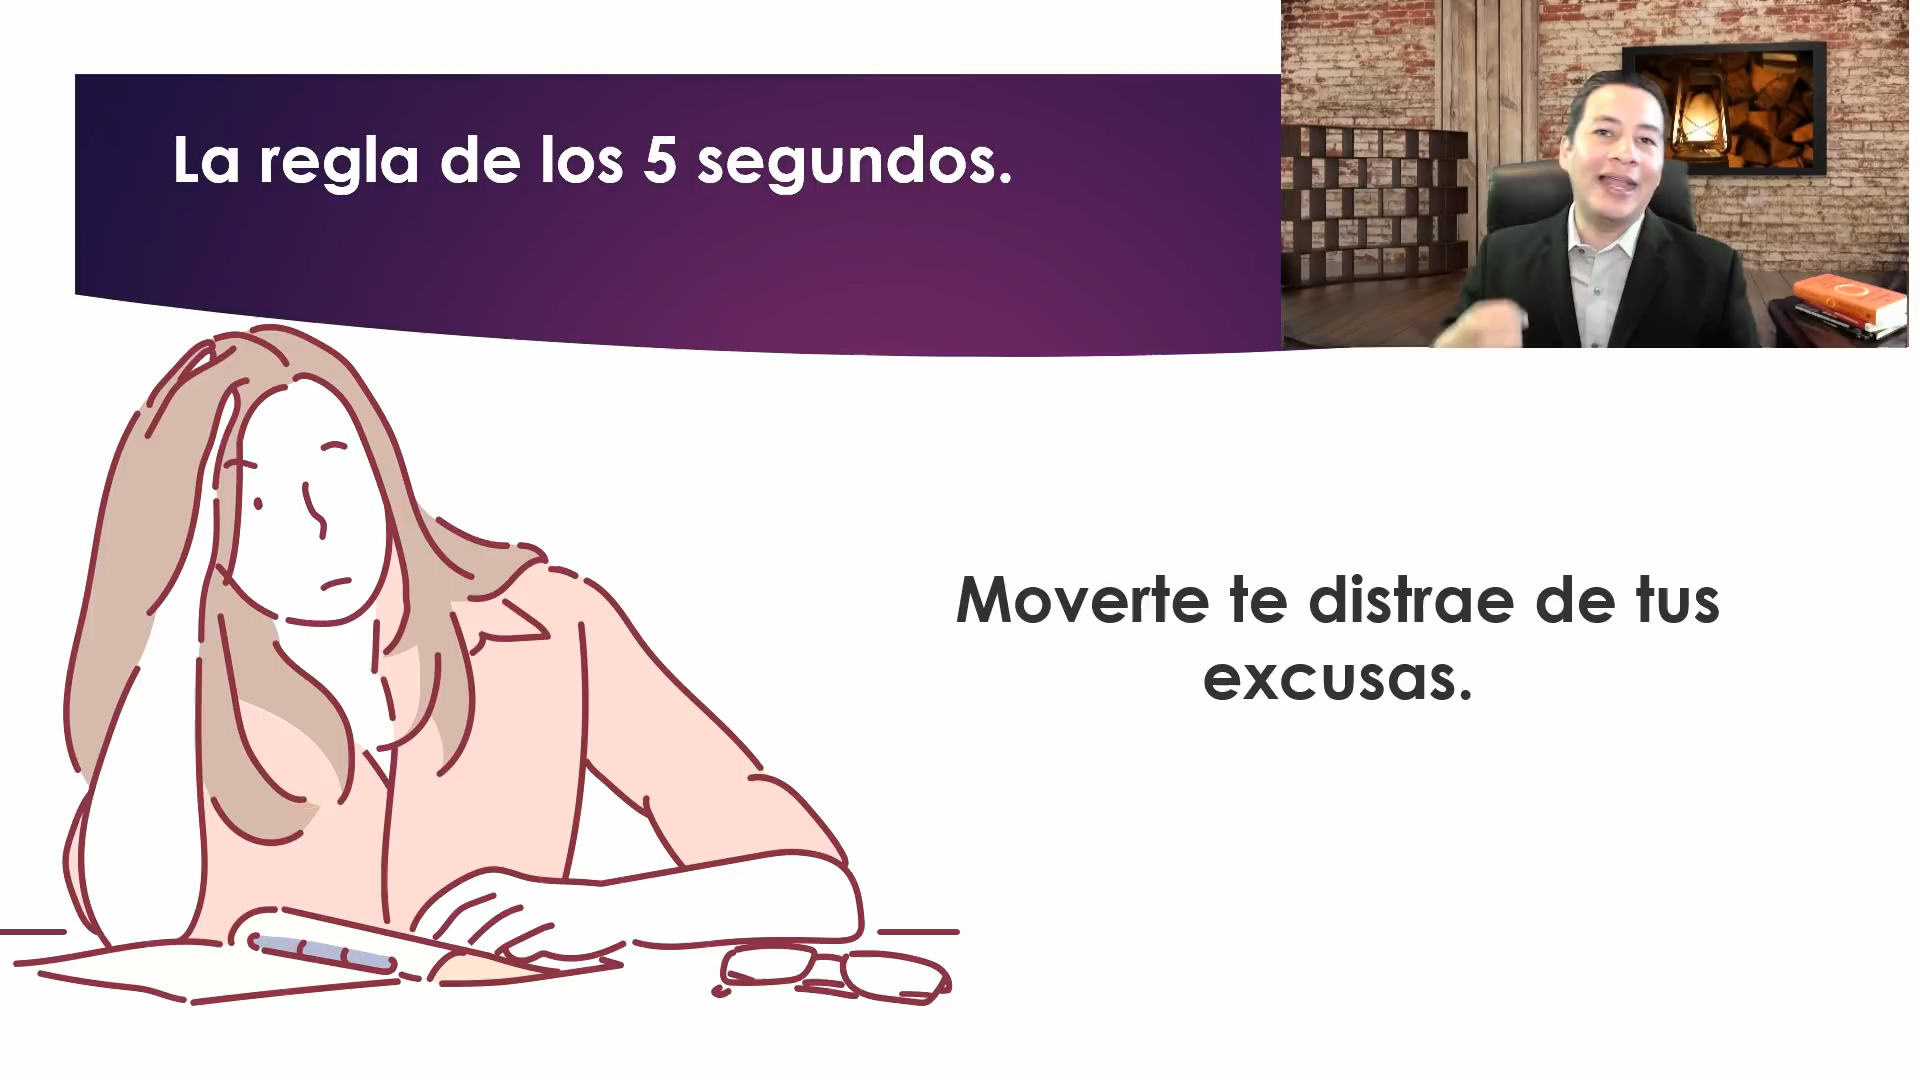 La regla de los 5 segundos.
Moverte te distrae de tus
excusas.